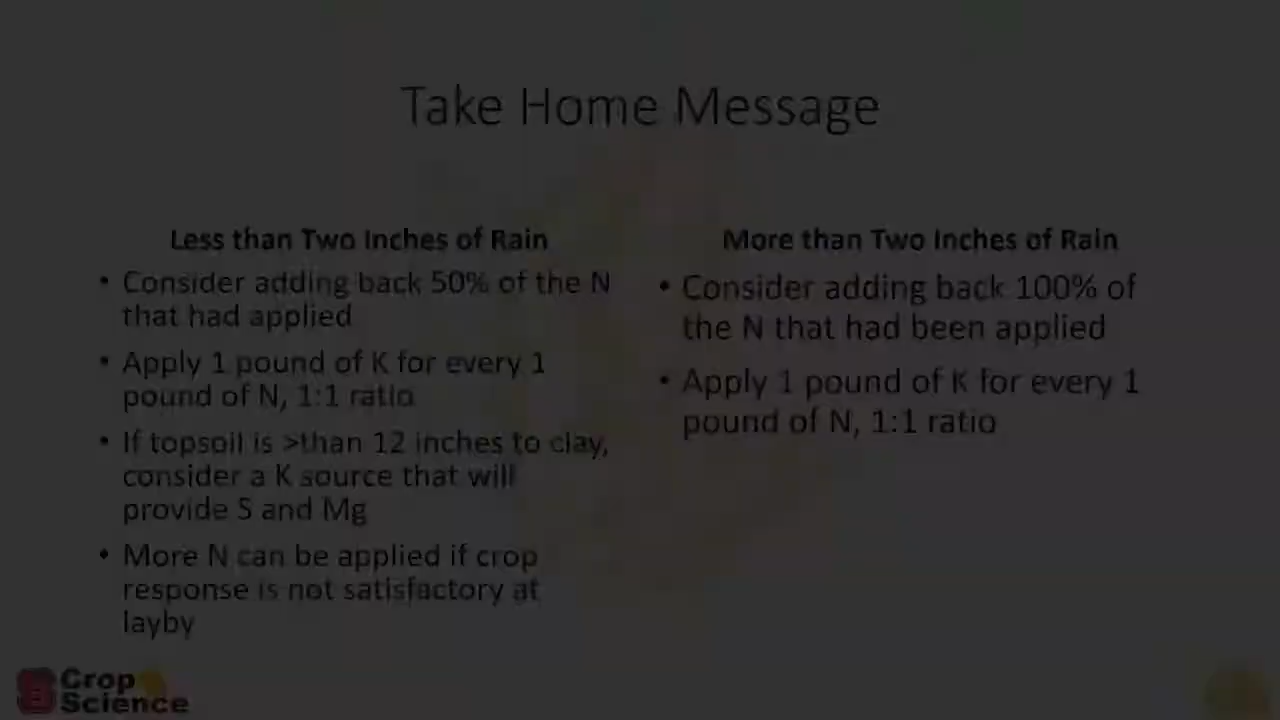 Take Home Message
Less than Two Inches of Rain
• Consider adding back 50% of the N
that had applied
• Apply 1 pound of K for every 1
pound of N, 1:1 ratio
• If topsoil is >than 12 inches to clay,
consider a K source that will
provide S and Mg
• More N can be applied if crop
response is not satisfactory at
layby
More than Two Inches of Rain
• Consider adding back 100% of
the N that had been applied
• Apply 1 pound of K for every 1
pound of N, 1:1 ratio
Crop
Science